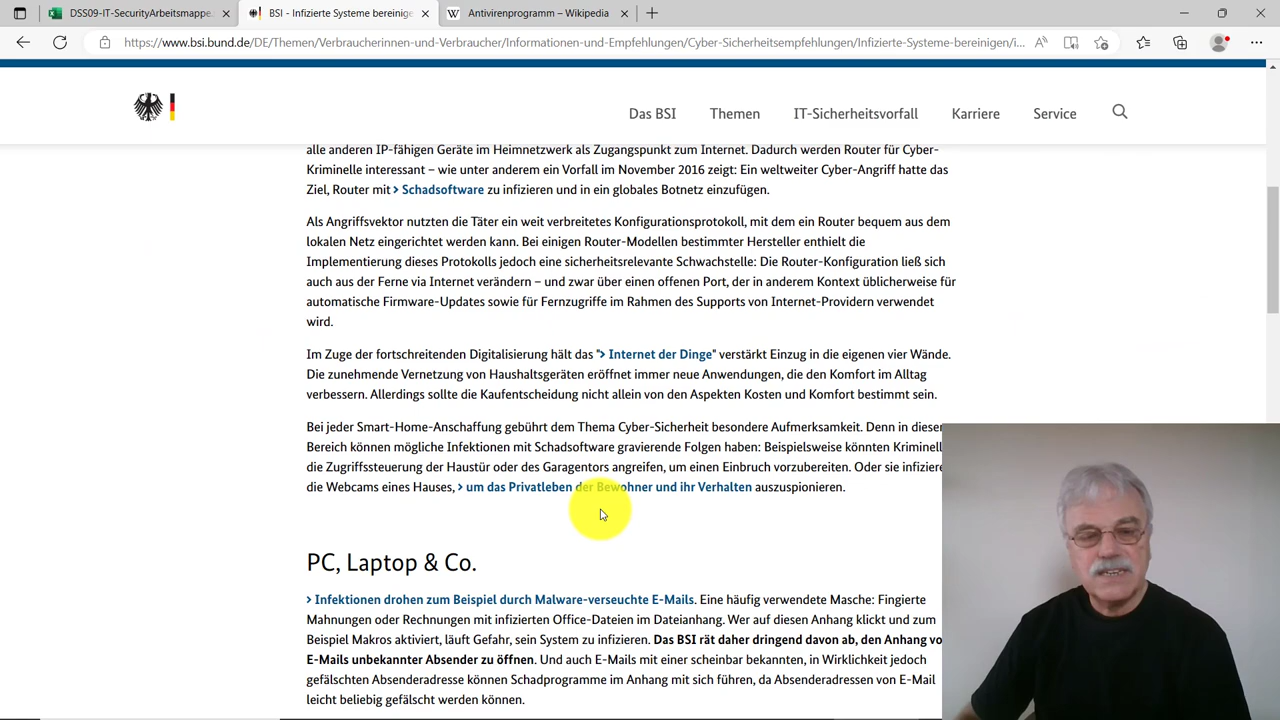 DSS09-IT-SecurityArbeitsmappe.
BSI - Infizierte Systeme bereinige
Antivirenprogramm – Wikipedia
https://www.bsi.bund.de/DE/Themen/Verbraucherinnen-und-Verbraucher/Informationen-und-Empfehlungen/Cyber-Sicherheitsempfehlungen/Infizierte-Systeme-bereinigen/i...
Das BSI
Themen
IT-Sicherheitsvorfall
Karriere
Service
alle anderen IP-fähigen Geräte im Heimnetzwerk als Zugangspunkt zum Internet. Dadurch werden Router für Cyber-
Kriminelle interessant – wie unter anderem ein Vorfall im November 2016 zeigt: Ein weltweiter Cyber-Angriff hatte das
Ziel, Router mit > Schadsoftware zu infizieren und in ein globales Botnetz einzufügen.
Als Angriffsvektor nutzten die Täter ein weit verbreitetes Konfigurationsprotokoll, mit dem ein Router bequem aus dem
lokalen Netz eingerichtet werden kann. Bei einigen Router-Modellen bestimmter Hersteller enthielt die
Implementierung dieses Protokolls jedoch eine sicherheitsrelevante Schwachstelle: Die Router-Konfiguration ließ sich
auch aus der Ferne via Internet verändern – und zwar über einen offenen Port, der in anderem Kontext üblicherweise für
automatische Firmware-Updates sowie für Fernzugriffe im Rahmen des Supports von Internet-Providern verwendet
wird.
Im Zuge der fortschreitenden Digitalisierung hält das "> Internet der Dinge" verstärkt Einzug in die eigenen vier Wände.
Die zunehmende Vernetzung von Haushaltsgeräten eröffnet immer neue Anwendungen, die den Komfort im Alltag
verbessern. Allerdings sollte die Kaufentscheidung nicht allein von den Aspekten Kosten und Komfort bestimmt sein.
Bei jeder Smart-Home-Anschaffung gebührt dem Thema Cyber-Sicherheit besondere Aufmerksamkeit. Denn in diesem
Bereich können mögliche Infektionen mit Schadsoftware gravierende Folgen haben: Beispielsweise könnten Kriminell
die Zugriffssteuerung der Haustür oder des Garagentors angreifen, um einen Einbruch vorzubereiten. Oder sie infiziere
die Webcams eines Hauses, > um das Privatleben der Bewohner und ihr Verhalten auszuspionieren.
PC, Laptop & Co.
> Infektionen drohen zum Beispiel durch Malware-verseuchte E-Mails. Eine häufig verwendete Masche: Fingierte
Mahnungen oder Rechnungen mit infizierten Office-Dateien im Dateianhang. Wer auf diesen Anhang klickt und zum
Beispiel Makros aktiviert, läuft Gefahr, sein System zu infizieren. Das BSI rät daher dringend davon ab, den Anhang vo
E-Mails unbekannter Absender zu öffnen. Und auch E-Mails mit einer scheinbar bekannten, in Wirklichkeit jedoch
gefälschten Absenderadresse können Schadprogramme im Anhang mit sich führen, da Absenderadressen von E-Mail
leicht beliebig gefälscht werden können.